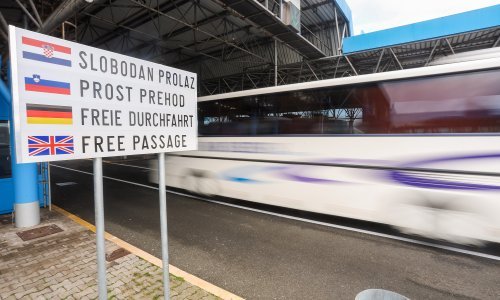 SLOBODAN PROLAZ
PROST PREHOD
FREIE DURCHFAHRT
FREE PASSAGE